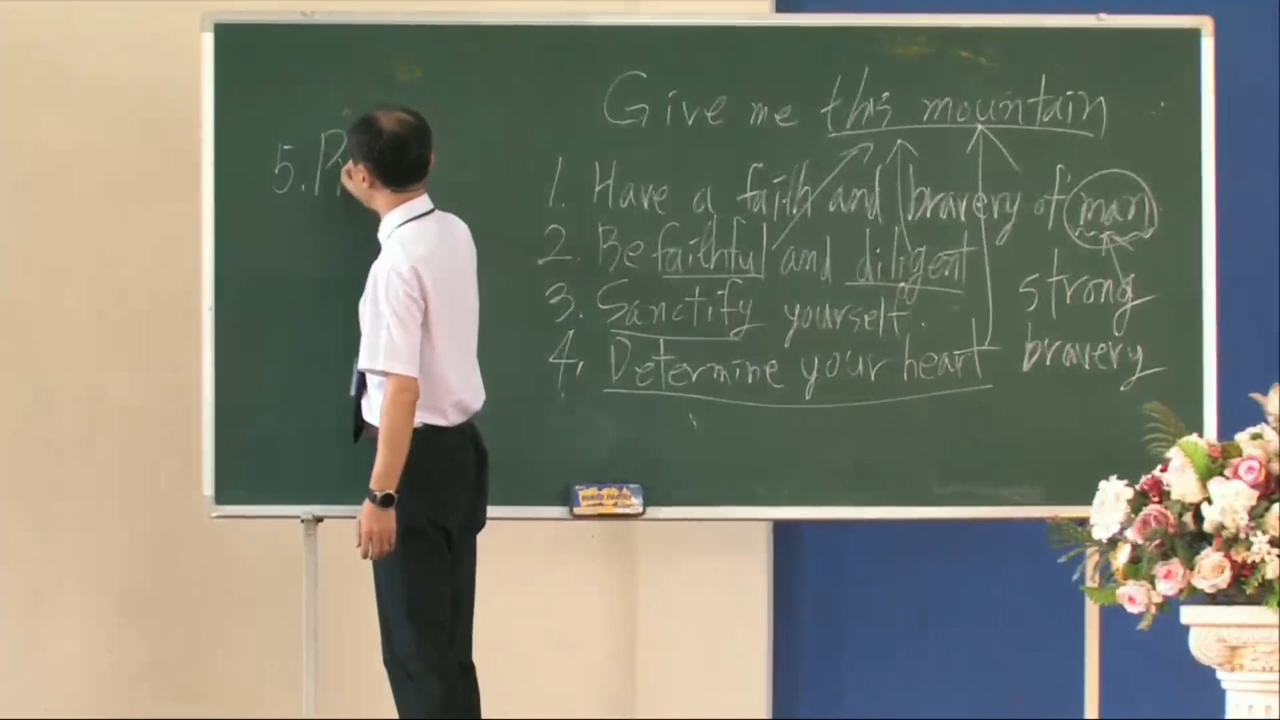 Give me this mountain
1. Have a faith and bravery of man
2. Be faithful and diligent
3. Sanctify yourself.
4. Determine your heart
strong
bravery
5.